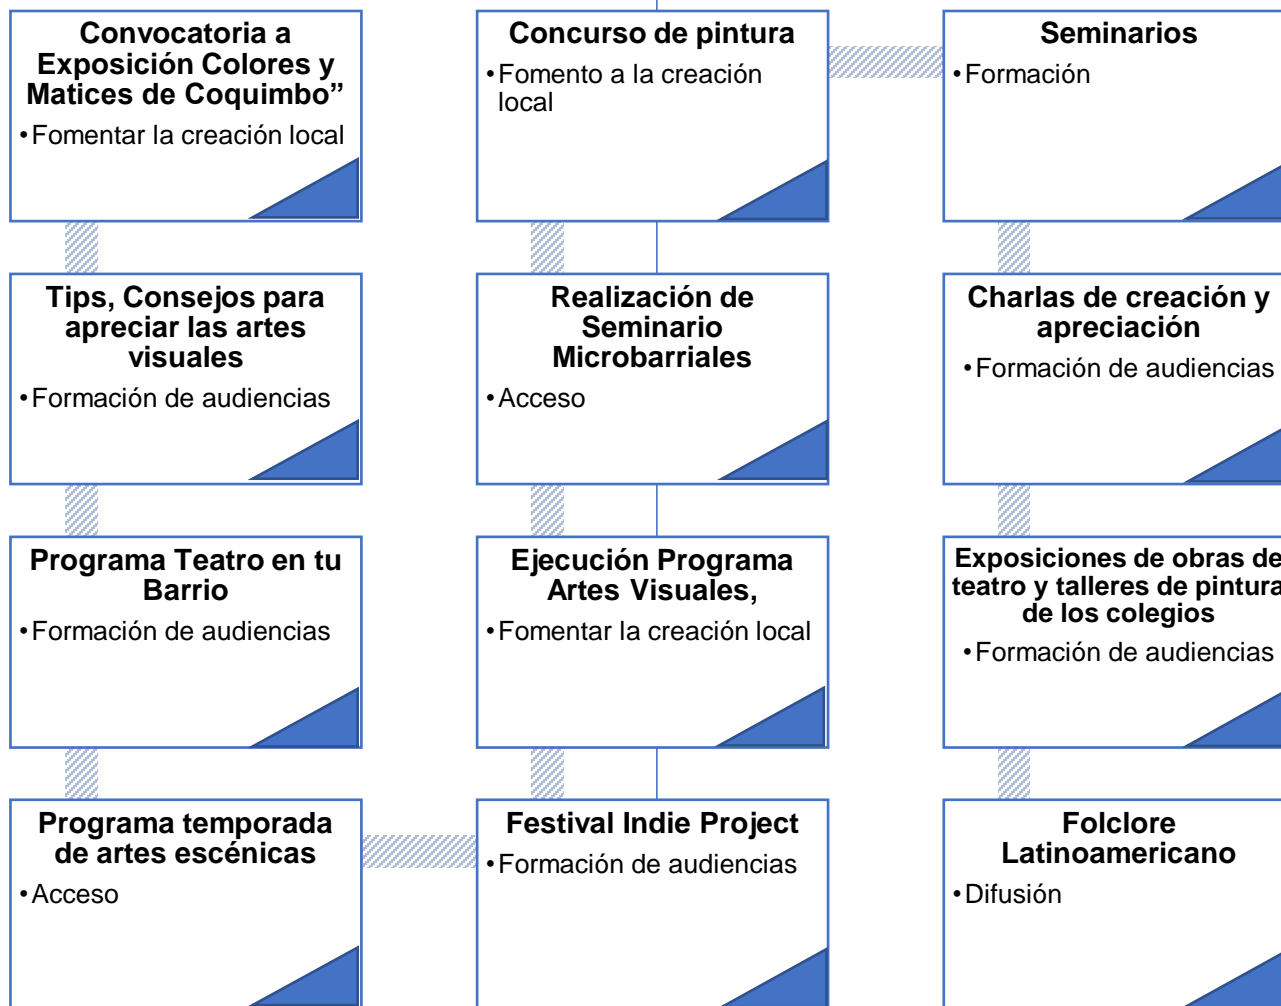 Convocatoria a
Exposición Colores y
Matices de Coquimbo”
•Fomentar la creación local
Tips, Consejos para
apreciar las artes
visuales
•Formación de audiencias
Programa Teatro en tu
Barrio
•Formación de audiencias
Programa temporada
de artes escénicas
•Acceso
Concurso de pintura
•Fomento a la creación
local
Realización de
Seminario
Microbarriales
•Acceso
Ejecución Programa
Artes Visuales,
•Fomentar la creación local
Festival Indie Project
•Formación de audiencias
Seminarios
•Formación
Charlas de creación y
apreciación
•Formación de audiencias
Exposiciones de obras de
teatro y talleres de pintura
de los colegios
•Formación de audiencias
Folclore
Latinoamericano
•Difusión